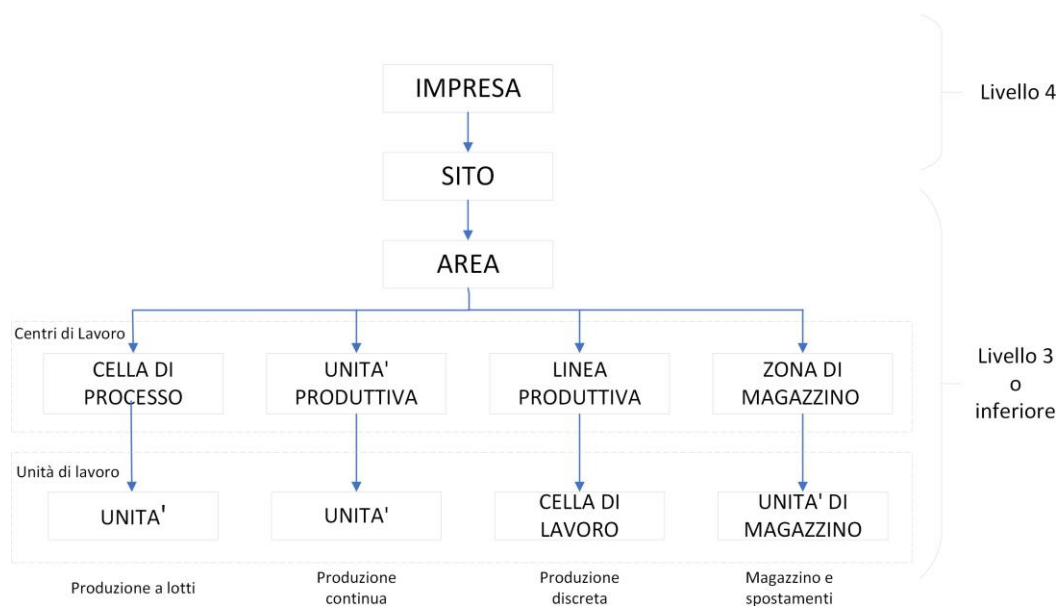 IMPRESA
Livello 4
SITO
AREA
Centri di Lavoro
CELLA DI
PROCESSO
UNITA'
PRODUTTIVA
LINEA
PRODUTTIVA
ZONA DI
MAGAZZINO
Livello 3
o
inferiore
Unità di lavoro
UNITA'
UNITA'
CELLA DI
LAVORO
UNITA' DI
MAGAZZINO
Produzione a lotti
Produzione
continua
Produzione
discreta
Magazzino e
spostamenti